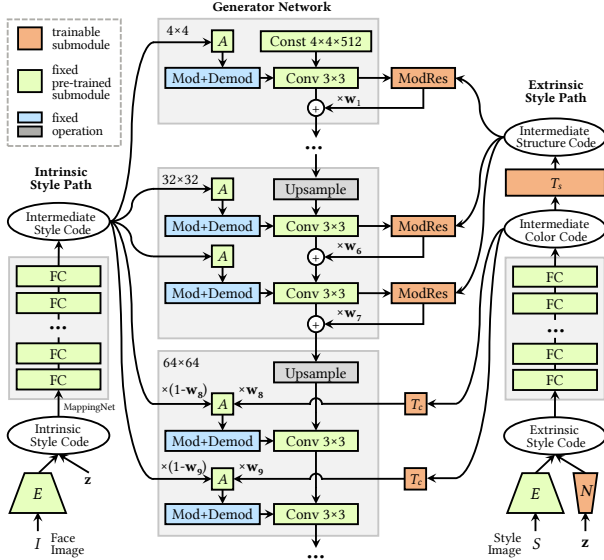 Generator Network
trainable
submodule
fixed
pre-trained
submodule
fixed
operation
4×4
A
Const 4×4×512
Mod+Demod
Conv 3×3
ModRes
+
×w₁
...
Extrinsic
Style Path
Intermediate
Structure Code
Tₛ
Intermediate
Color Code
FC
FC
...
FC
FC
Extrinsic
Style Code
E
N
Style
Image
S
z
Intrinsic
Style Path
Intermediate
Style Code
FC
FC
...
FC
FC
MappingNet
Intrinsic
Style Code
z
E
I
Face
Image
32×32
Upsample
A
Mod+Demod
Conv 3×3
ModRes
+
×w₆
A
Mod+Demod
Conv 3×3
ModRes
×w₇
+
64×64
Upsample
×(1-w₈)
A
×w₈
T_c
Mod+Demod
Conv 3×3
×(1-w₉)
A
×w₉
T_c
Mod+Demod
Conv 3×3
...